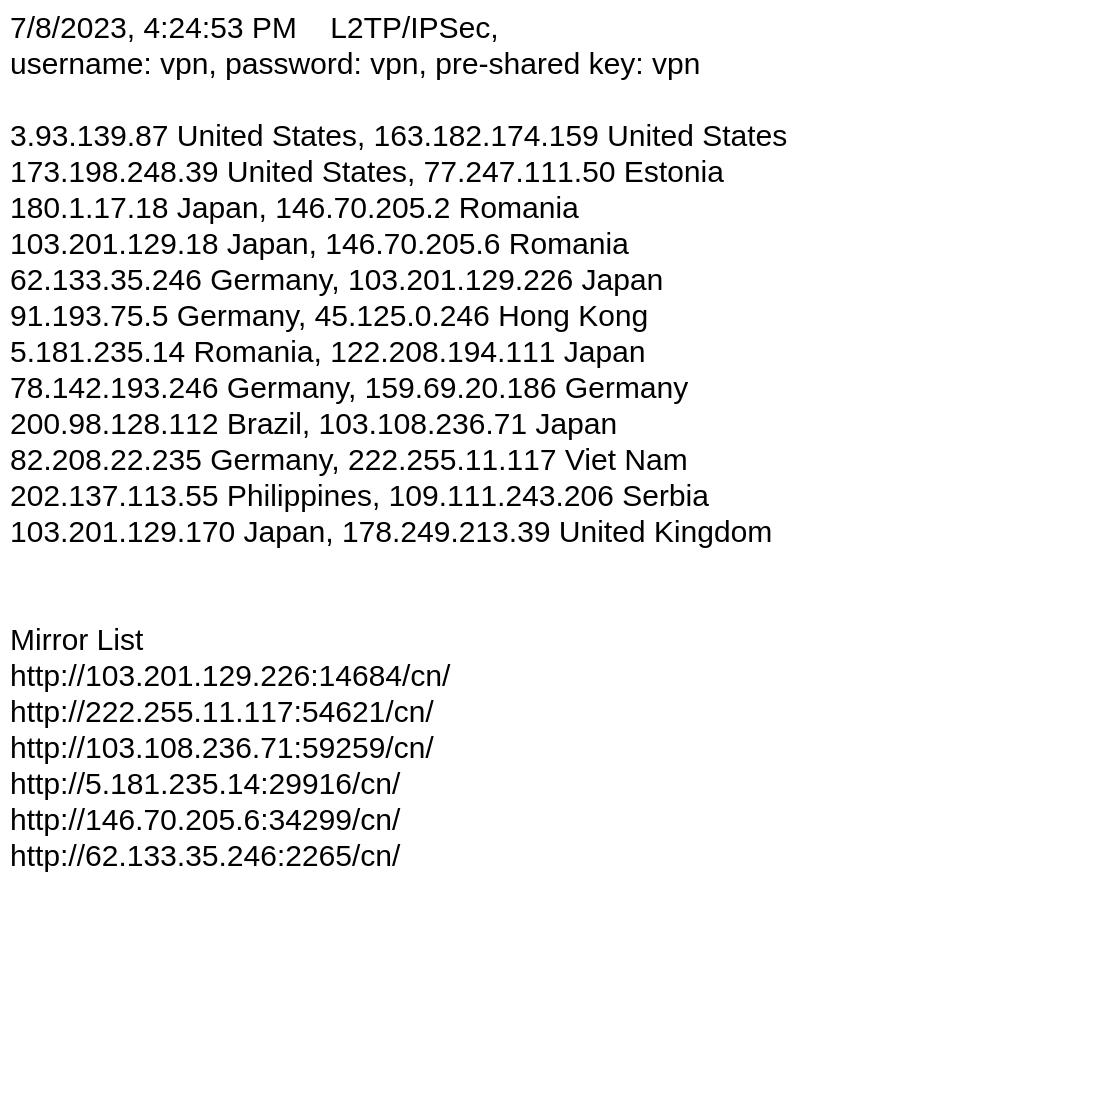 7/8/2023, 4:24:53 PM    L2TP/IPSec,
username: vpn, password: vpn, pre-shared key: vpn
3.93.139.87 United States, 163.182.174.159 United States
173.198.248.39 United States, 77.247.111.50 Estonia
180.1.17.18 Japan, 146.70.205.2 Romania
103.201.129.18 Japan, 146.70.205.6 Romania
62.133.35.246 Germany, 103.201.129.226 Japan
91.193.75.5 Germany, 45.125.0.246 Hong Kong
5.181.235.14 Romania, 122.208.194.111 Japan
78.142.193.246 Germany, 159.69.20.186 Germany
200.98.128.112 Brazil, 103.108.236.71 Japan
82.208.22.235 Germany, 222.255.11.117 Viet Nam
202.137.113.55 Philippines, 109.111.243.206 Serbia
103.201.129.170 Japan, 178.249.213.39 United Kingdom
Mirror List
http://103.201.129.226:14684/cn/
http://222.255.11.117:54621/cn/
http://103.108.236.71:59259/cn/
http://5.181.235.14:29916/cn/
http://146.70.205.6:34299/cn/
http://62.133.35.246:2265/cn/